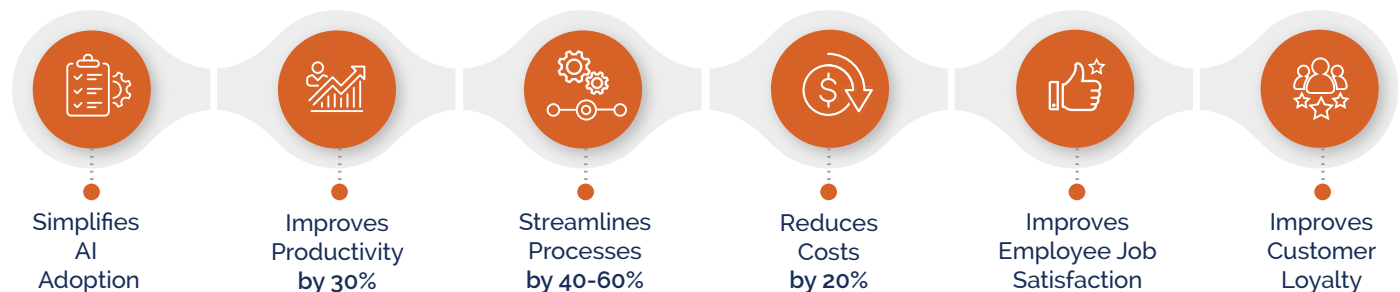 Simplifies
AI
Adoption
Improves
Productivity
by 30%
Streamlines
Processes
by 40-60%
Reduces
Costs
by 20%
Improves
Employee Job
Satisfaction
Improves
Customer
Loyalty